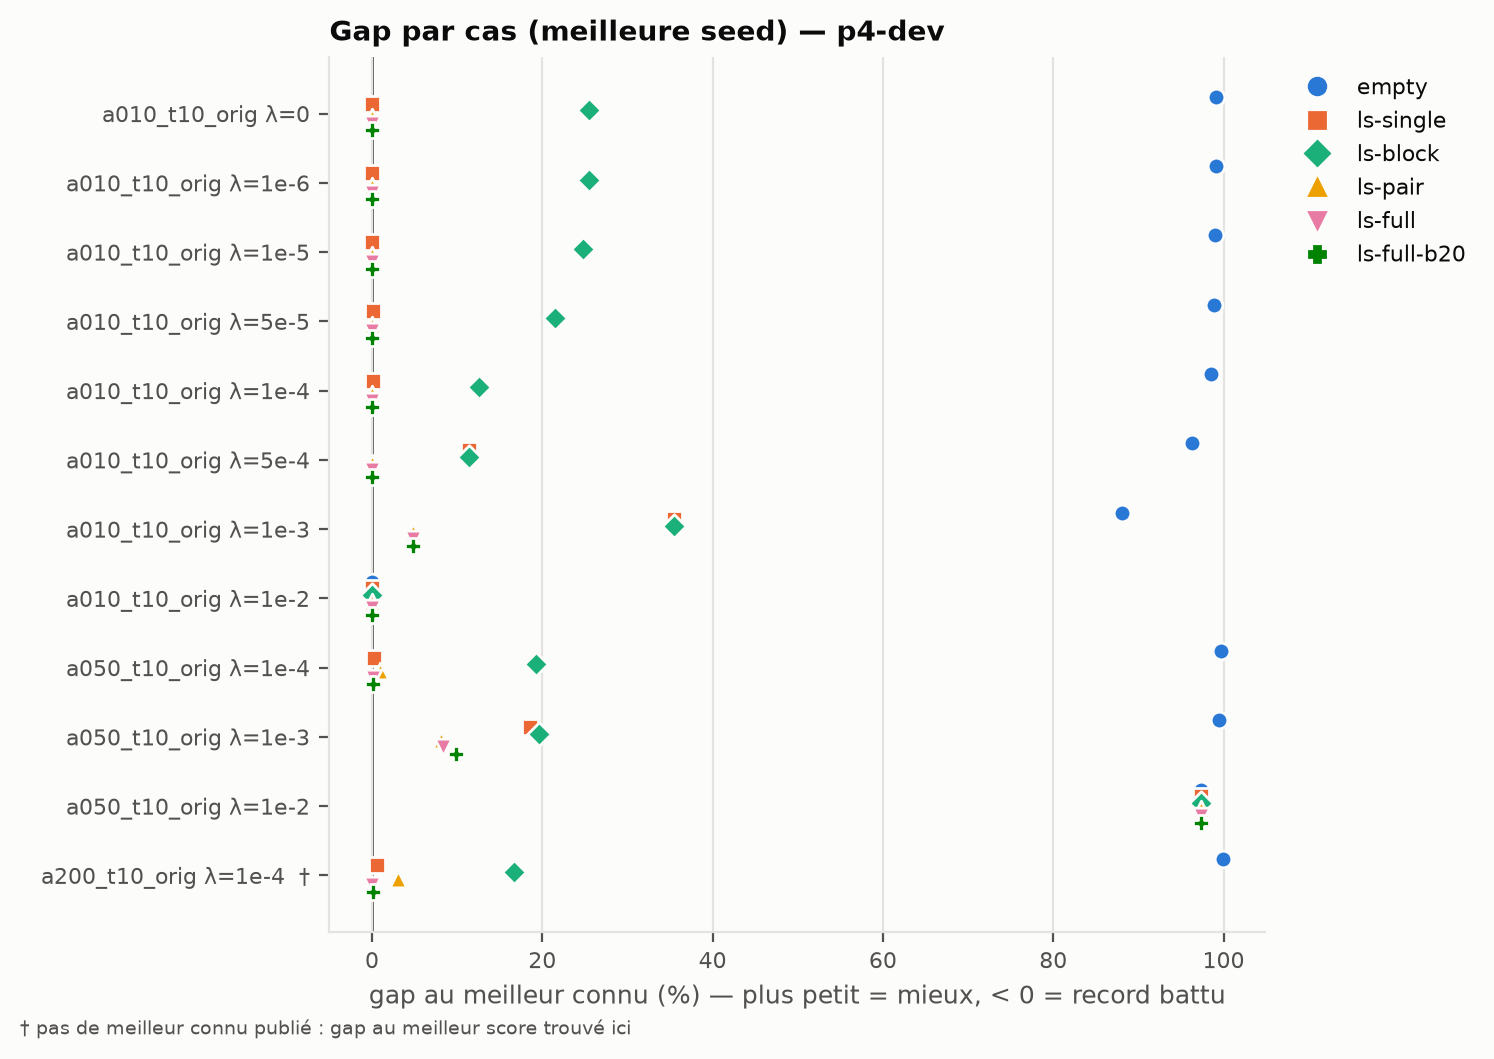 Gap par cas (meilleure seed) — p4-dev
empty
ls-single
ls-block
ls-pair
ls-full
ls-full-b20
a010_t10_orig λ=0
a010_t10_orig λ=1e-6
a010_t10_orig λ=1e-5
a010_t10_orig λ=5e-5
a010_t10_orig λ=1e-4
a010_t10_orig λ=5e-4
a010_t10_orig λ=1e-3
a010_t10_orig λ=1e-2
a050_t10_orig λ=1e-4
a050_t10_orig λ=1e-3
a050_t10_orig λ=1e-2
a200_t10_orig λ=1e-4 †
0 20 40 60 80 100
gap au meilleur connu (%) — plus petit = mieux, < 0 = record battu
† pas de meilleur connu publié : gap au meilleur score trouvé ici